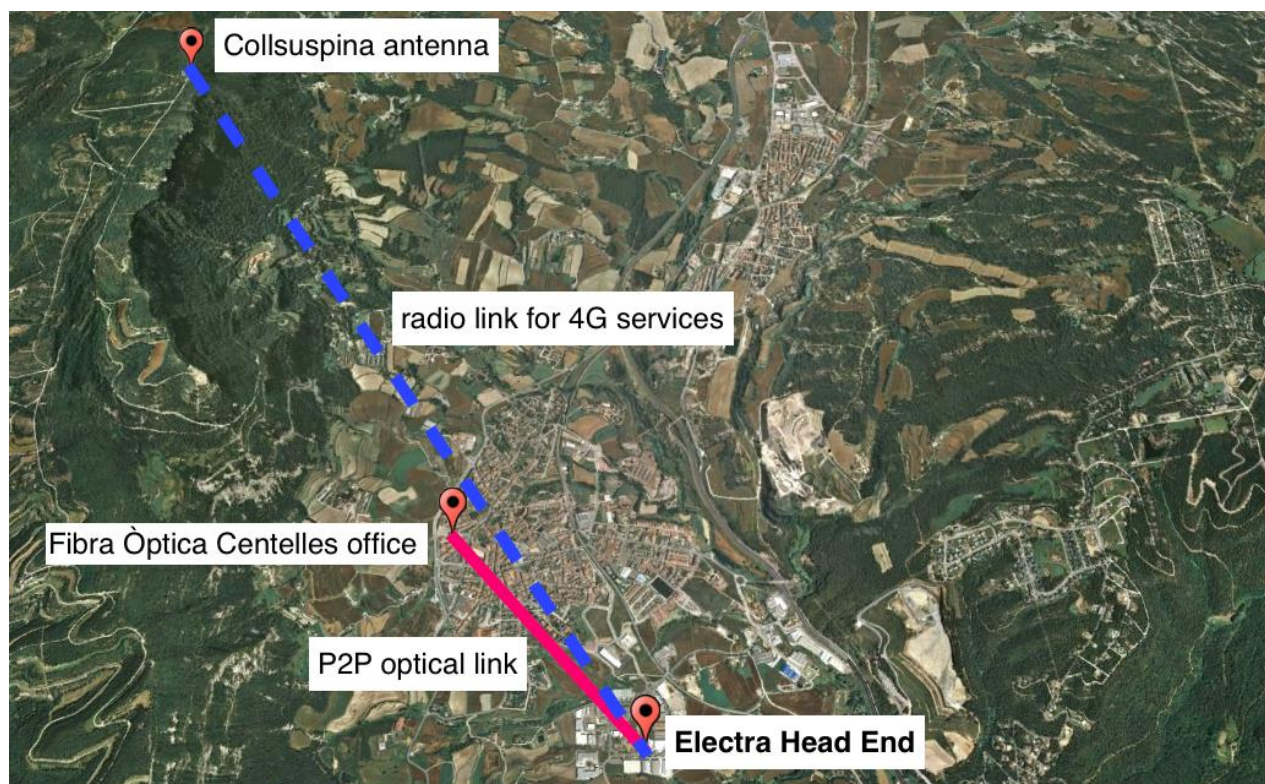 Collsuspina antenna
radio link for 4G services
Fibra Òptica Centelles office
P2P optical link
Electra Head End